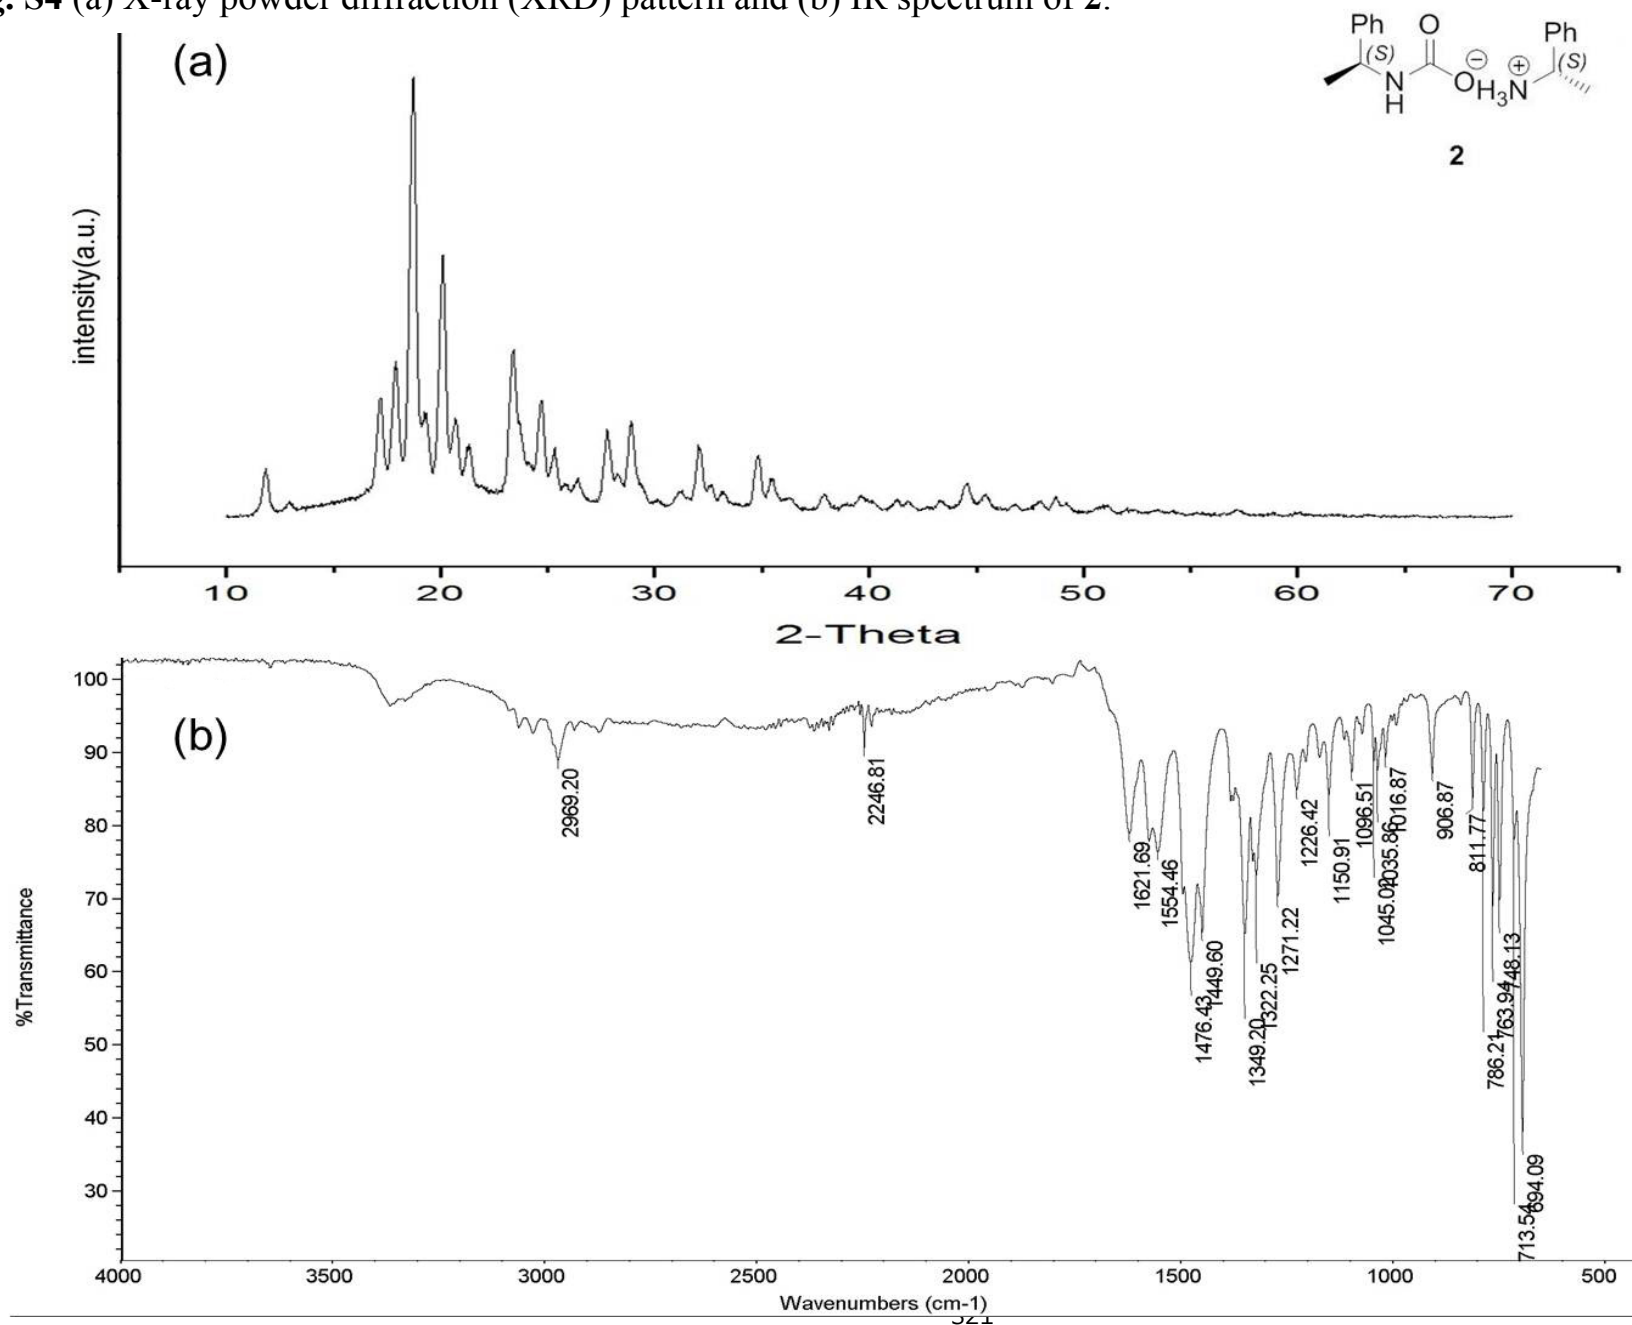 . S4 (a) X-ray powder diffraction (XRD) pattern and (b) IR spectrum of 2.
(a)
Ph O Ph
(S) ⊖ ⊕ (S)
N OH3N
H
2
intensity(a.u.)
10 20 30 40 50 60 70
2-Theta
(b)
%Transmittance
100
90
80
70
60
50
40
30
2969.20
2246.81
1621.69
1554.46
1476.43
1449.60
1349.20
1322.25
1271.22
1226.42
1150.91
1096.51
1045.02
1035.86
1016.87
906.87
811.77
786.21
763.94
748.13
713.54
694.09
4000 3500 3000 2500 2000 1500 1000 500
Wavenumbers (cm-1)